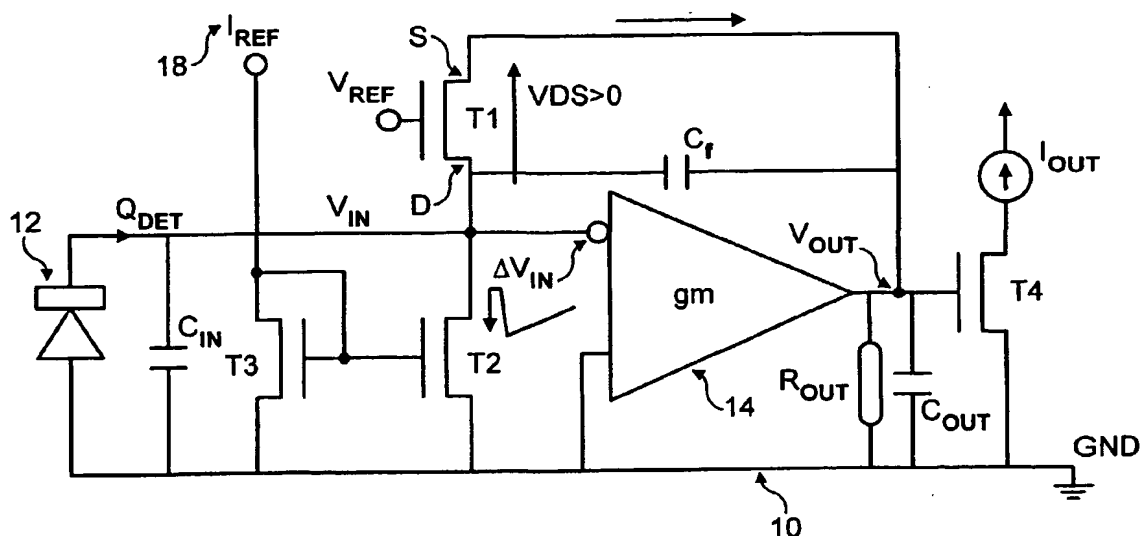 18
I_REF
S
V_REF
T1
VDS>0
D
C_f
I_OUT
12
Q_DET
V_IN
ΔV_IN
gm
V_OUT
T4
C_IN
T3
T2
14
R_OUT
C_OUT
GND
10